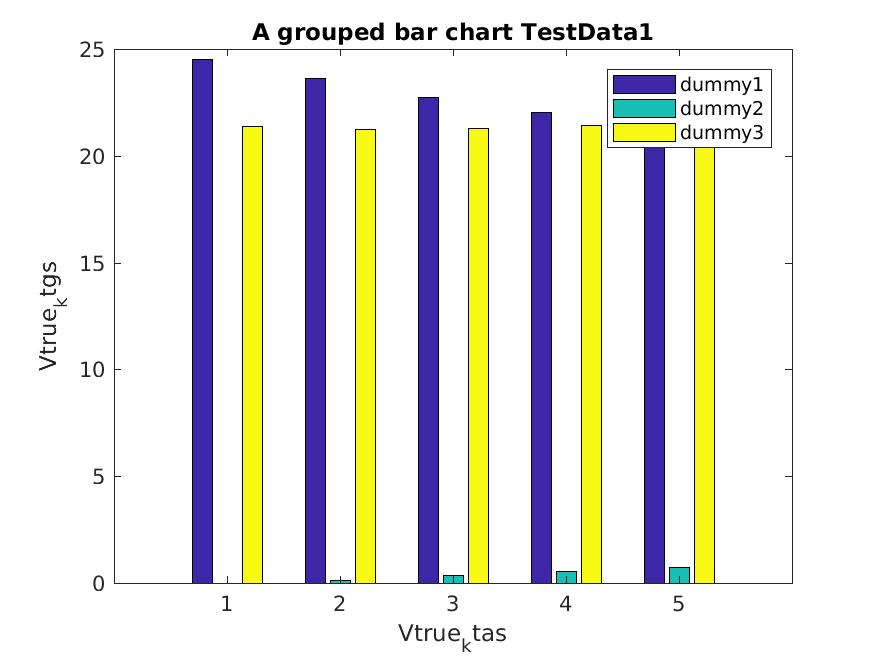 A grouped bar chart TestData1
25
20
15
10
5
0
Vtrue_ktgs
dummy1
dummy2
dummy3
1 2 3 4 5
Vtrue_ktas